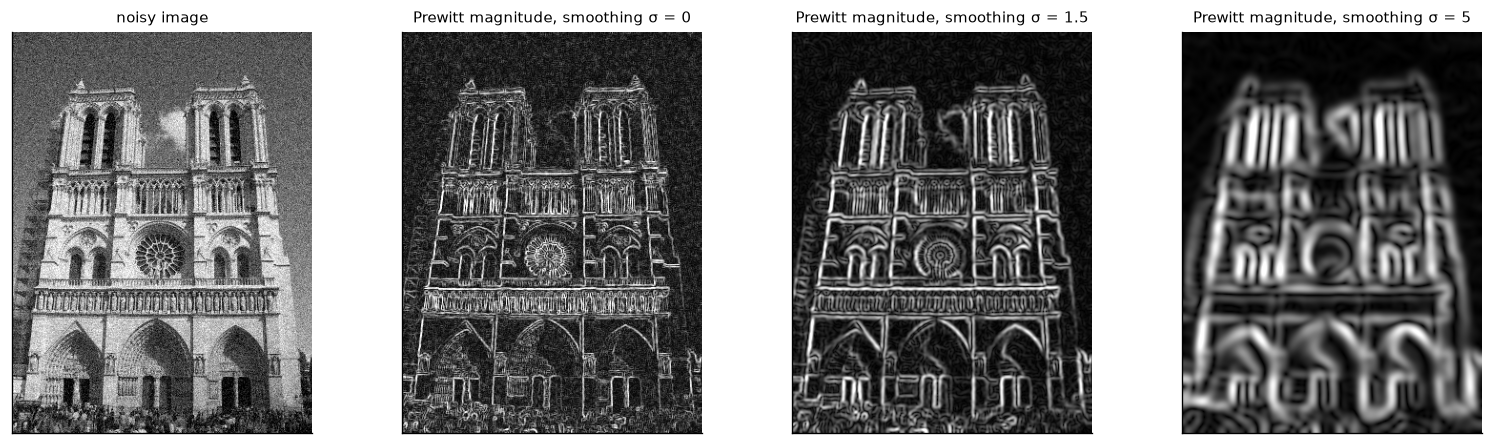 noisy image
Prewitt magnitude, smoothing σ = 0
Prewitt magnitude, smoothing σ = 1.5
Prewitt magnitude, smoothing σ = 5